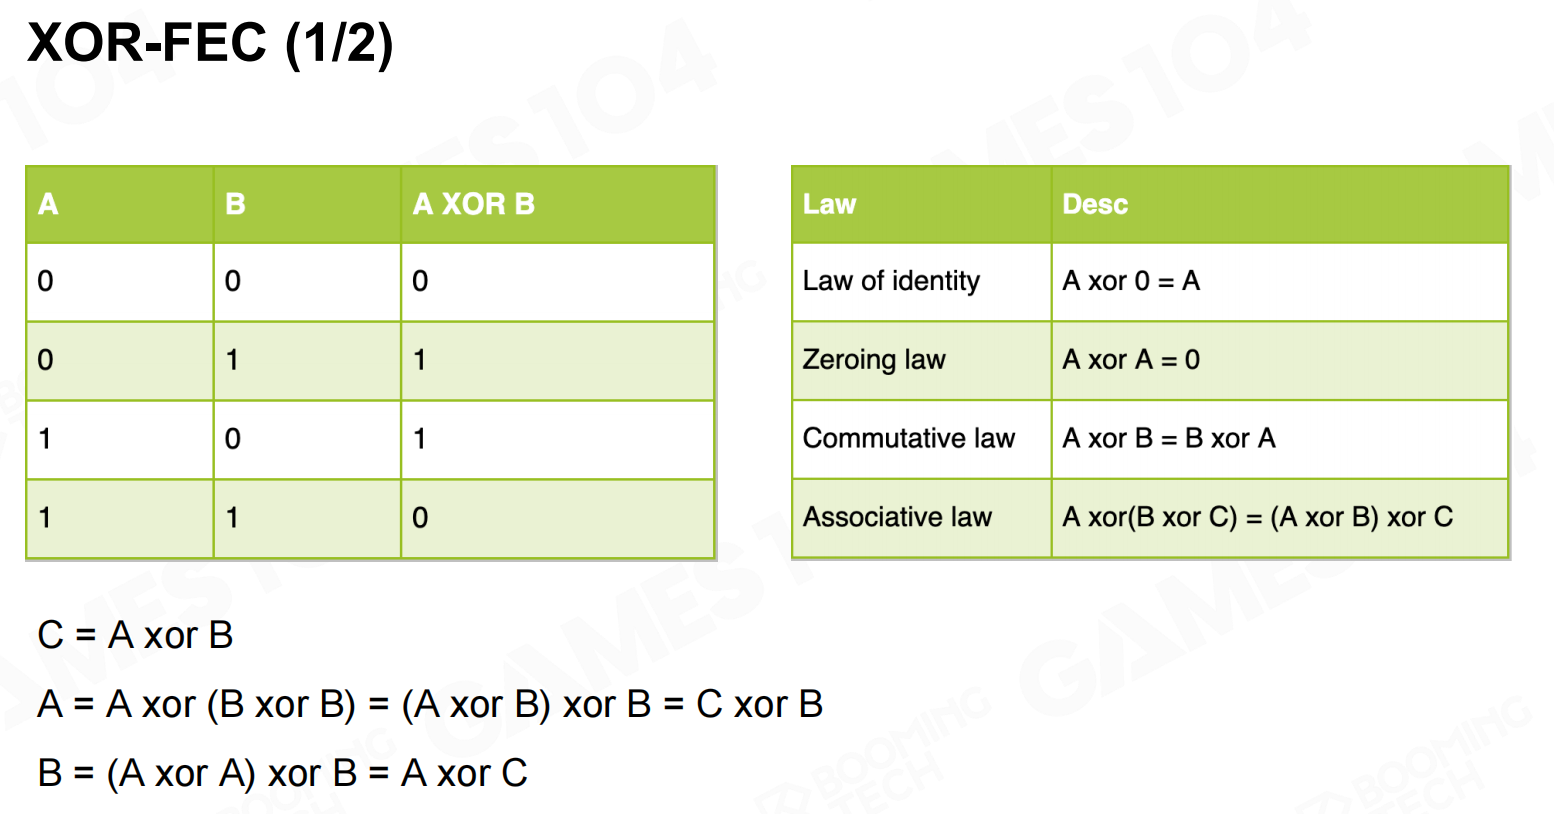 XOR-FEC (1/2)
A B A XOR B
0 0 0
0 1 1
1 0 1
1 1 0
Law Desc
Law of identity A xor 0 = A
Zeroing law A xor A = 0
Commutative law A xor B = B xor A
Associative law A xor(B xor C) = (A xor B) xor C
C = A xor B
A = A xor (B xor B) = (A xor B) xor B = C xor B
B = (A xor A) xor B = A xor C
GAMES 104
BOOMING
TECH